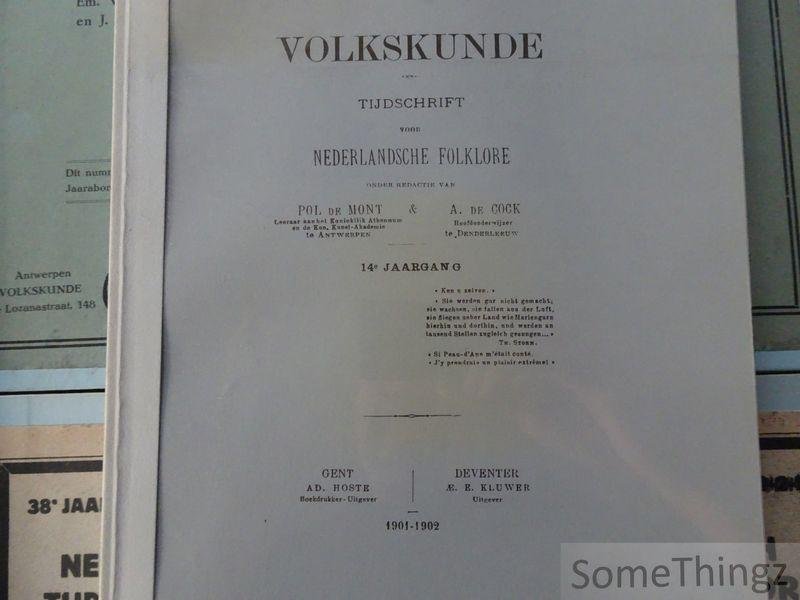 Em.
en J.
Dit num
Jaarabor
Antwerpen
VOLKSKUNDE
Lozanastraat. 148
38e JAA
NE
VOLKSKUNDE
TIJDSCHRIFT
VOOR
NEDERLANDSCHE FOLKLORE
ONDER REDACTIE VAN
POL DE MONT & A. DE COCK
Leeraar aan het Koninklijk Athenæum Hoofdonderwijzer
en de Kon. Kunst-Akademie
te ANTWERPEN te DENDERLEEUW
14e JAARGANG
« Ken u zelven. »
« Sie werden gar nicht gemacht;
sie wachsen, sie fallen aus der Luft,
sie fliegen ueber Land wie Mariengarn
hierhin und dorthin, und werden an
tausend Stellen zugleich gesungen... »
TH. STORM.
« Si Peau-d'Ane m'était conté.
« J'y prendrais un plaisir extrême! »
GENT DEVENTER
AD. HOSTE Æ. E. KLUWER
Boekdrukker-Uitgever Uitgever
1901-1902
SomeThingz